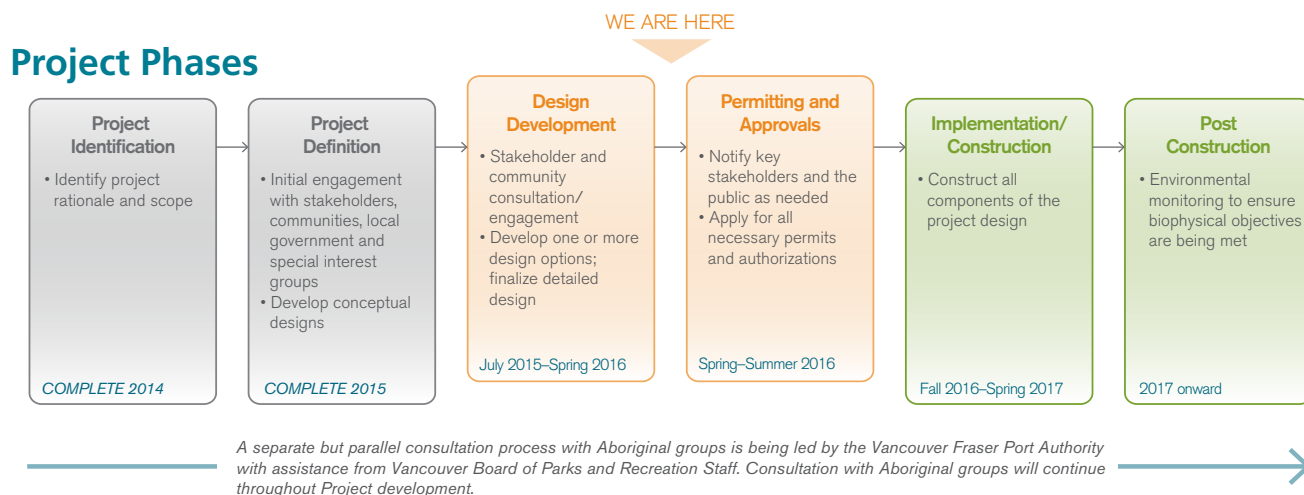 WE ARE HERE
Project Phases
Project
Identification
• Identify project
rationale and scope
COMPLETE 2014
Project
Definition
• Initial engagement
with stakeholders,
communities, local
government and
special interest
groups
• Develop conceptual
designs
COMPLETE 2015
Design
Development
• Stakeholder and
community
consultation/
engagement
• Develop one or more
design options;
finalize detailed
design
July 2015–Spring 2016
Permitting and
Approvals
• Notify key
stakeholders and the
public as needed
• Apply for all
necessary permits
and authorizations
Spring–Summer 2016
Implementation/
Construction
• Construct all
components of the
project design
Fall 2016–Spring 2017
Post
Construction
• Environmental
monitoring to ensure
biophysical objectives
are being met
2017 onward
A separate but parallel consultation process with Aboriginal groups is being led by the Vancouver Fraser Port Authority
with assistance from Vancouver Board of Parks and Recreation Staff. Consultation with Aboriginal groups will continue
throughout Project development.